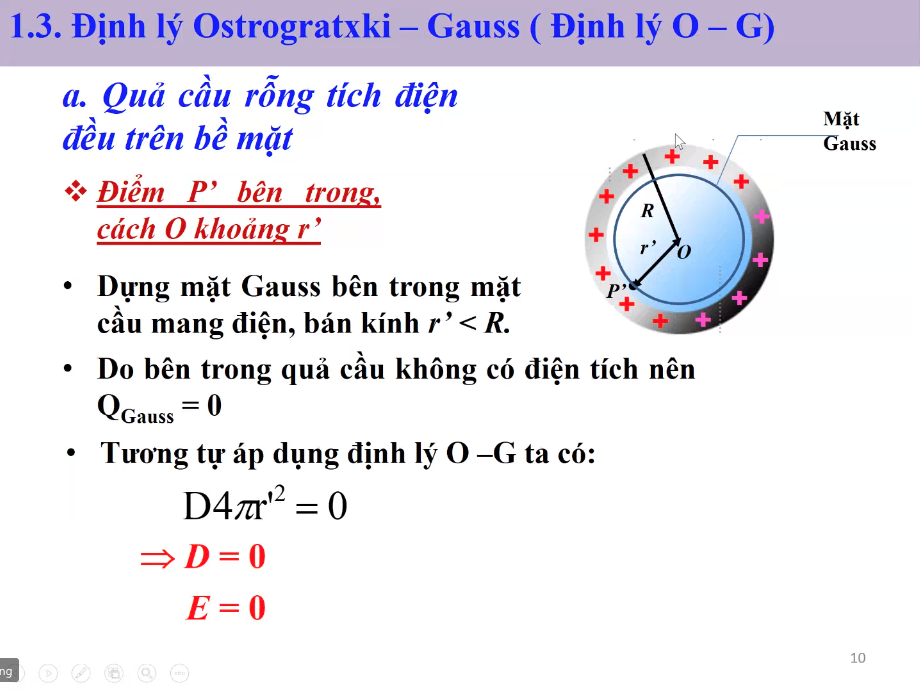 1.3. Định lý Ostrogratxki – Gauss ( Định lý O – G)
a. Quả cầu rỗng tích điện
đều trên bề mặt
❖ Điểm P’ bên trong,
cách O khoảng r’
• Dựng mặt Gauss bên trong mặt
cầu mang điện, bán kính r’ < R.
• Do bên trong quả cầu không có điện tích nên
Q_Gauss = 0
• Tương tự áp dụng định lý O –G ta có:
D4πr'² = 0
⇒ D = 0
E = 0
Mặt
Gauss
R
r’ O
P’
10
ng